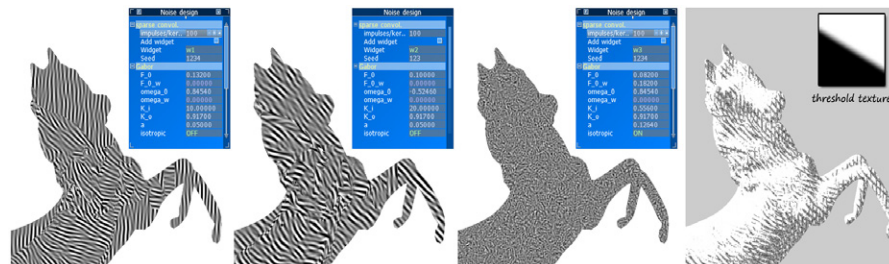 Noise design
sparse convol.
impulses/ker... 100
Add widget
Widget w1
Seed 1234
Gabor
F_0 0.13200
F_0_w 0.00000
omega_0 0.84540
omega_w 0.00000
K_i 10.00000
K_o 0.91700
a 0.05000
isotropic OFF
Noise design
sparse convol.
impulses/ker... 100
Add widget
Widget w2
Seed 123
Gabor
F_0 0.10000
F_0_w 0.00000
omega_0 -0.52460
omega_w 0.00000
K_i 20.00000
K_o 0.91700
a 0.05000
isotropic OFF
Noise design
sparse convol.
impulses/ker... 100
Add widget
Widget w3
Seed 1234
Gabor
F_0 0.08200
F_0_w 0.18200
omega_0 0.84540
omega_w 0.00000
K_i 0.55600
K_o 0.91700
a 0.12640
isotropic ON
threshold texture